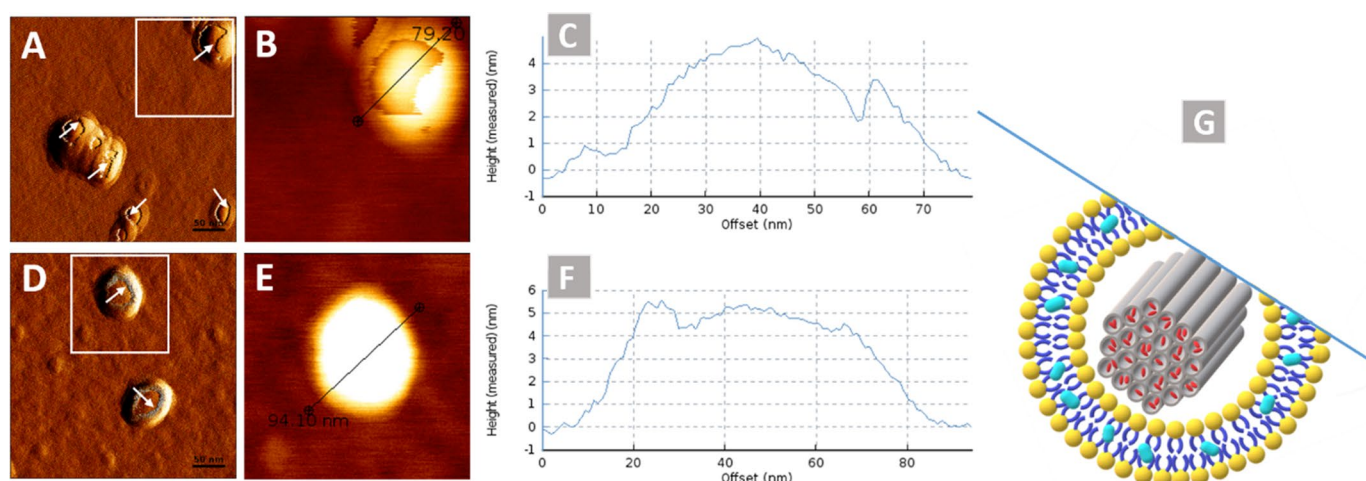 A
50 nm
B
79.20
C
Height (measured) (nm)
4
3
2
1
0
-1
0
10
20
30
40
50
60
70
Offset (nm)
D
50 nm
E
94.10 nm
F
Height (measured) (nm)
6
5
4
3
2
1
0
-1
0
20
40
60
80
Offset (nm)
G